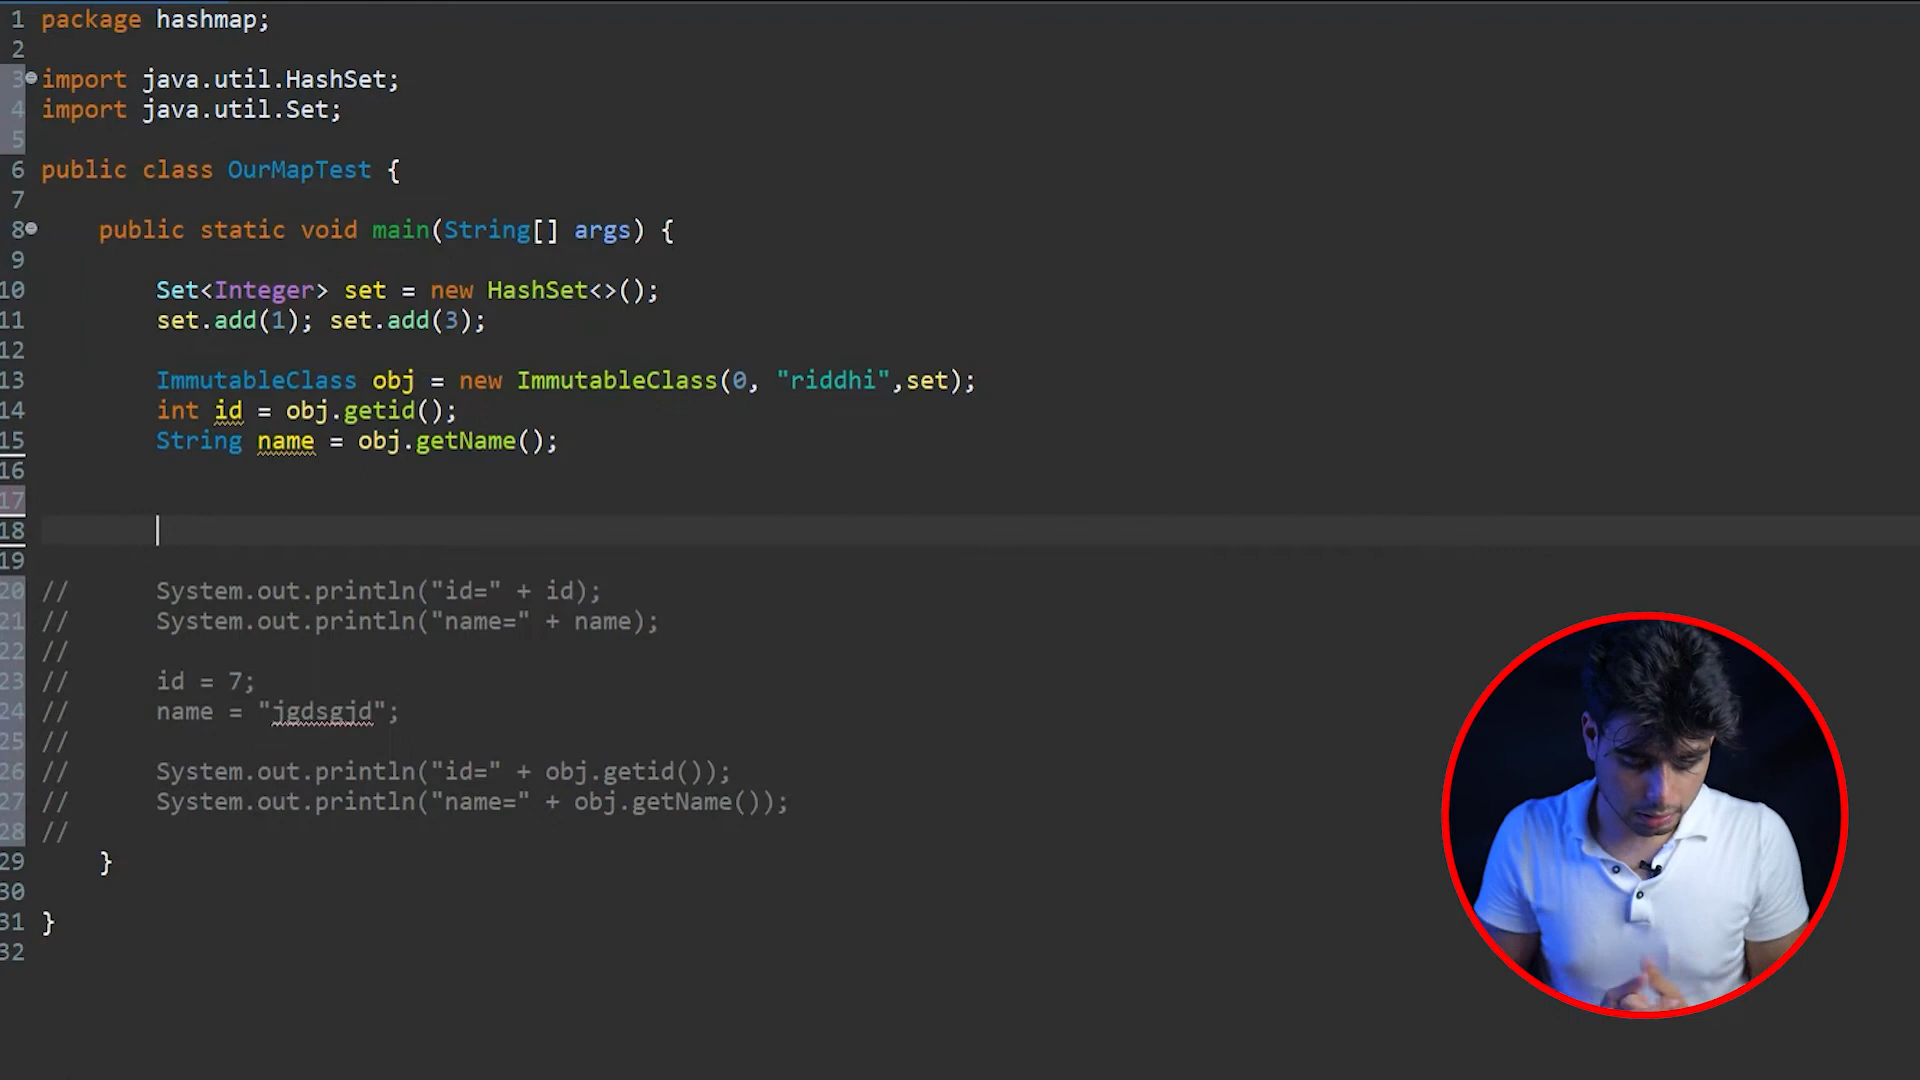 1 package hashmap;
2
3 import java.util.HashSet;
4 import java.util.Set;
5
6 public class OurMapTest {
7
8 public static void main(String[] args) {
9
10 Set<Integer> set = new HashSet<>();
11 set.add(1); set.add(3);
12
13 ImmutableClass obj = new ImmutableClass(0, "riddhi",set);
14 int id = obj.getid();
15 String name = obj.getName();
16
17
18
19
20 // System.out.println("id=" + id);
21 // System.out.println("name=" + name);
22 //
23 // id = 7;
24 // name = "jgdsgjd";
25 //
26 // System.out.println("id=" + obj.getid());
27 // System.out.println("name=" + obj.getName());
28 //
29 }
30
31 }
32